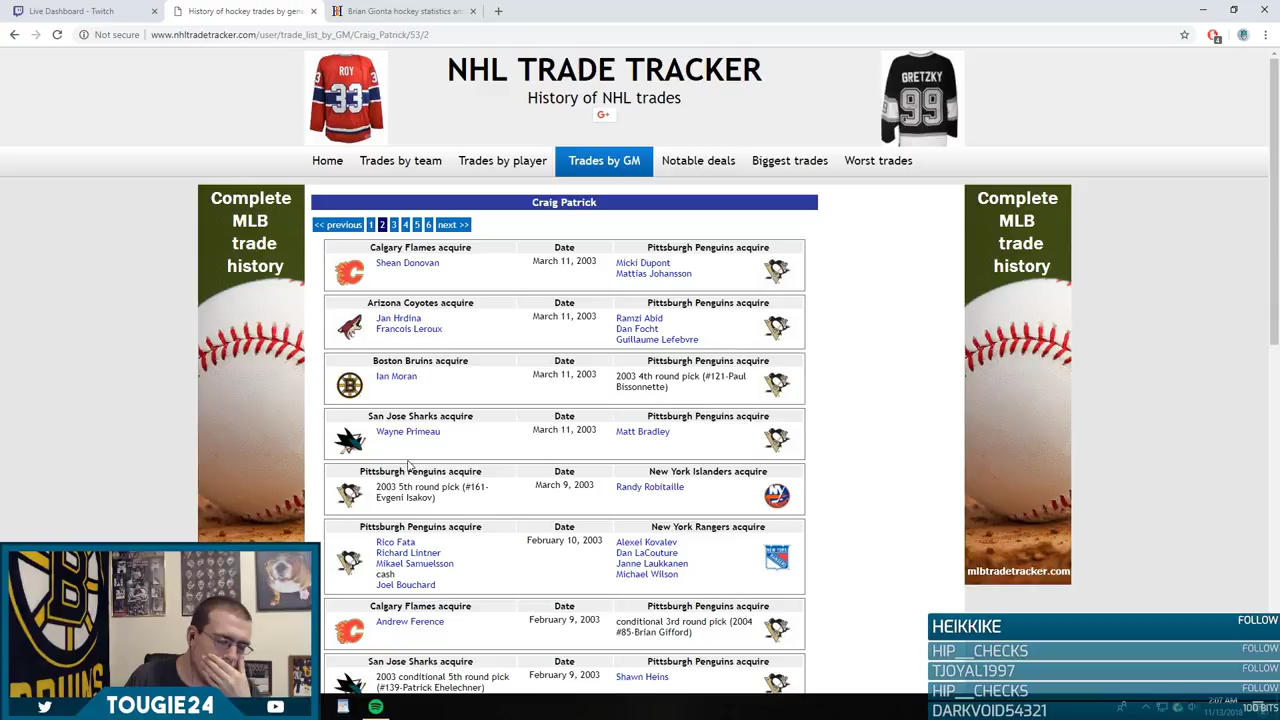 Live Dashboard - Twitch
History of hockey trades by gene
Brian Gionta hockey statistics an
Not secure
www.nhltradetracker.com/user/trade_list_by_GM/Craig_Patrick/53/2
4
ROY
33
NHL TRADE TRACKER
History of NHL trades
G+
GRETZKY
99
Home
Trades by team
Trades by player
Trades by GM
Notable deals
Biggest trades
Worst trades
Complete
MLB
trade
history
Complete
MLB
trade
history
mlbtradetracker.com
Craig Patrick
<< previous 1 2 3 4 5 6 next >>
Calgary Flames acquire Date Pittsburgh Penguins acquire
Shean Donovan March 11, 2003 Micki Dupont
Mattias Johansson
Arizona Coyotes acquire Date Pittsburgh Penguins acquire
Jan Hrdina March 11, 2003 Ramzi Abid
Francois Leroux Dan Focht
Guillaume Lefebvre
Boston Bruins acquire Date Pittsburgh Penguins acquire
Ian Moran March 11, 2003 2003 4th round pick (#121-Paul
Bissonnette)
San Jose Sharks acquire Date Pittsburgh Penguins acquire
Wayne Primeau March 11, 2003 Matt Bradley
Pittsburgh Penguins acquire Date New York Islanders acquire
2003 5th round pick (#161- March 9, 2003 Randy Robitaille
Evgeni Isakov)
Pittsburgh Penguins acquire Date New York Rangers acquire
Rico Fata February 10, 2003 Alexei Kovalev
Richard Lintner Dan LaCouture
Mikael Samuelsson Janne Laukkanen
cash Michael Wilson
Joel Bouchard
Calgary Flames acquire Date Pittsburgh Penguins acquire
Andrew Ference February 9, 2003 conditional 3rd round pick (2004
#85-Brian Gifford)
San Jose Sharks acquire Date Pittsburgh Penguins acquire
2003 conditional 5th round pick February 9, 2003 Shawn Heins
(#139-Patrick Ehelechner)
BRUINS
TOUGIE24
HEIKKIKE FOLLOW
HIP__CHECKS FOLLOW
TJOYAL1997 FOLLOW
HIP__CHECKS FOLLOW
DARKVOID54321 100 BITS
2:07 AM
11/13/2018